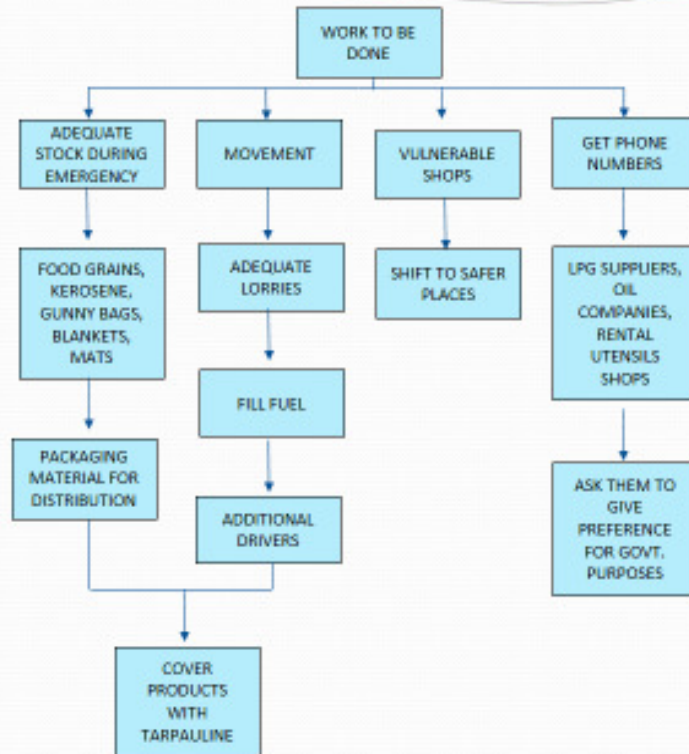 WORK TO BE
DONE
ADEQUATE
STOCK DURING
EMERGENCY
MOVEMENT
VULNERABLE
SHOPS
GET PHONE
NUMBERS
FOOD GRAINS,
KEROSENE,
GUNNY BAGS,
BLANKETS,
MATS
ADEQUATE
LORRIES
SHIFT TO SAFER
PLACES
LPG SUPPLIERS,
OIL
COMPANIES,
RENTAL
UTENSILS
SHOPS
FILL FUEL
PACKAGING
MATERIAL FOR
DISTRIBUTION
ADDITIONAL
DRIVERS
ASK THEM TO
GIVE
PREFERENCE
FOR GOVT.
PURPOSES
COVER
PRODUCTS
WITH
TARPAULINE